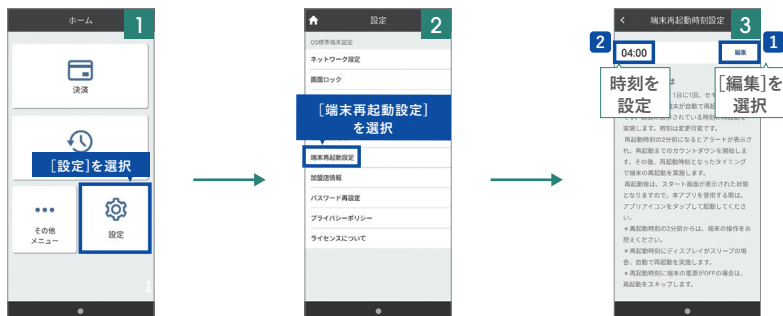 ホーム
1
決済
[設定]を選択
その他
メニュー
設定
1
設定
2
OS標準端末設定
ネットワーク設定
画面ロック
[端末再起動設定]
を選択
端末再起動設定
加盟店情報
パスワード再設定
プライバシーポリシー
ライセンスについて
端末再起動時刻設定
3
2
04:00
編集
1
時刻を
設定
[編集]を
選択
は
1日に1回、セキ
末が自動で再起
されている時刻に
実施します。時刻は変更可能です。
再起動時刻の2分前になるとアラートが表示さ
れ、再起動までのカウントダウンを開始しま
す。その後、再起動時刻となったタイミング
で端末の再起動を実施します。
再起動後は、スタート画面が表示された状態
となりますので、本アプリを使用する際は、
アプリアイコンをタップして起動してくださ
い。
*再起動時刻の2分前からは、端末の操作をお
控えください。
*再起動時刻にディスプレイがスリープの場
合、自動で再起動を実施します。
*再起動時刻に端末の電源がOFFの場合は、
再起動をスキップします。